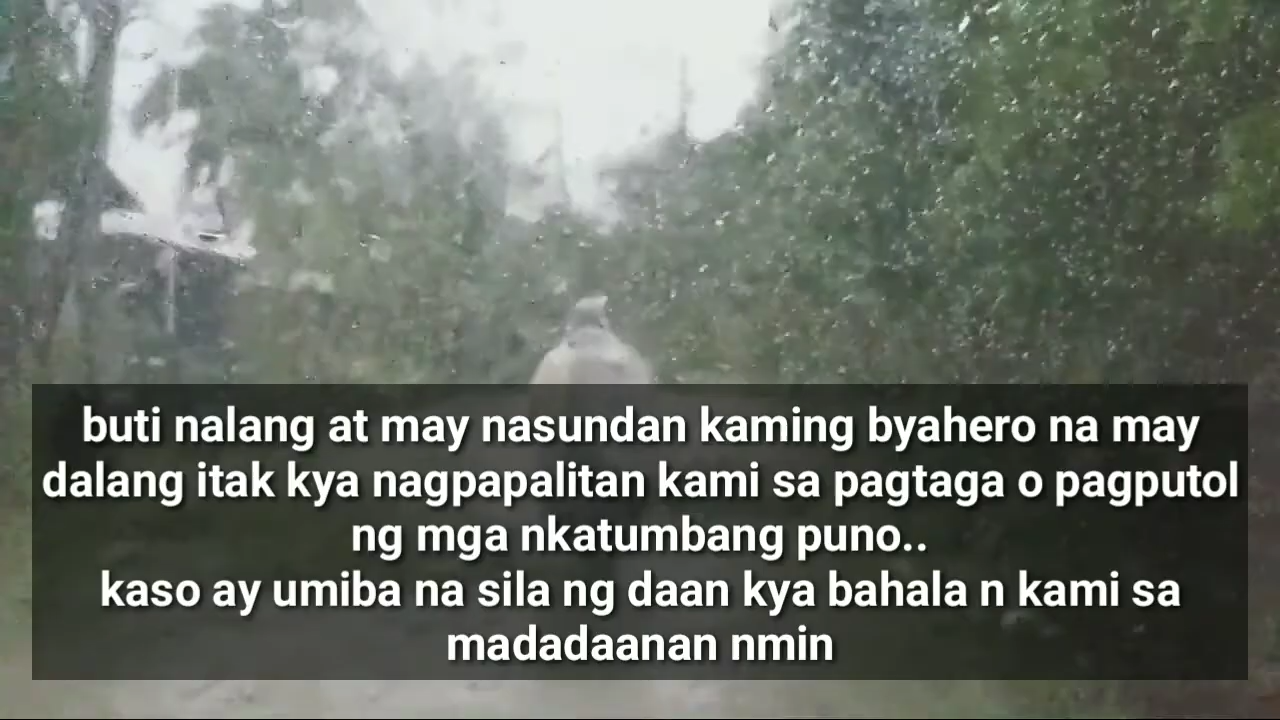 buti nalang at may nasundan kaming byahero na may
dalang itak kya nagpapalitan kami sa pagtaga o pagputol
ng mga nkatumbang puno..
kaso ay umiba na sila ng daan kya bahala n kami sa
madadaanan nmin